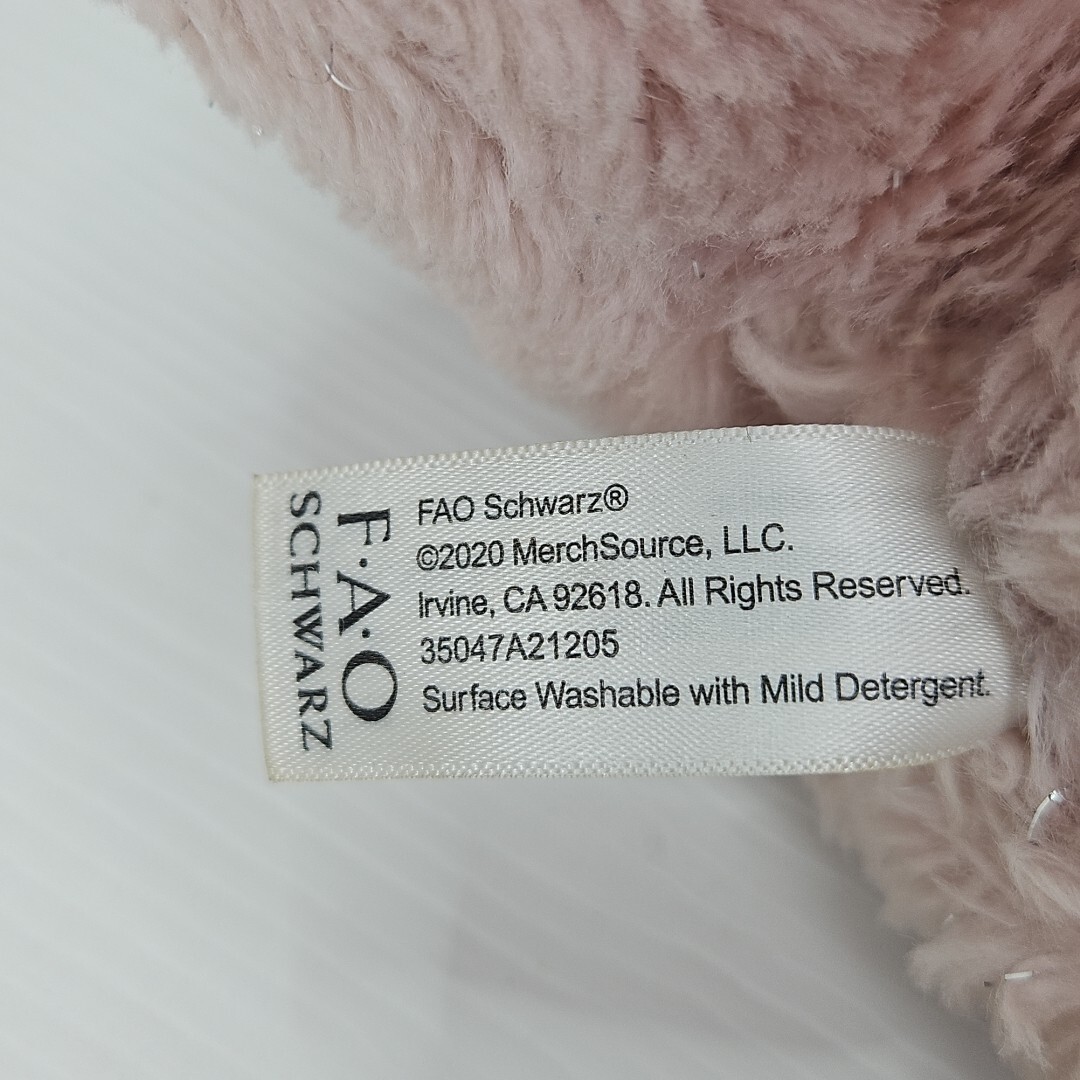 F·A·O
SCHWARZ
FAO Schwarz®
©2020 MerchSource, LLC.
Irvine, CA 92618. All Rights Reserved.
35047A21205
Surface Washable with Mild Detergent.